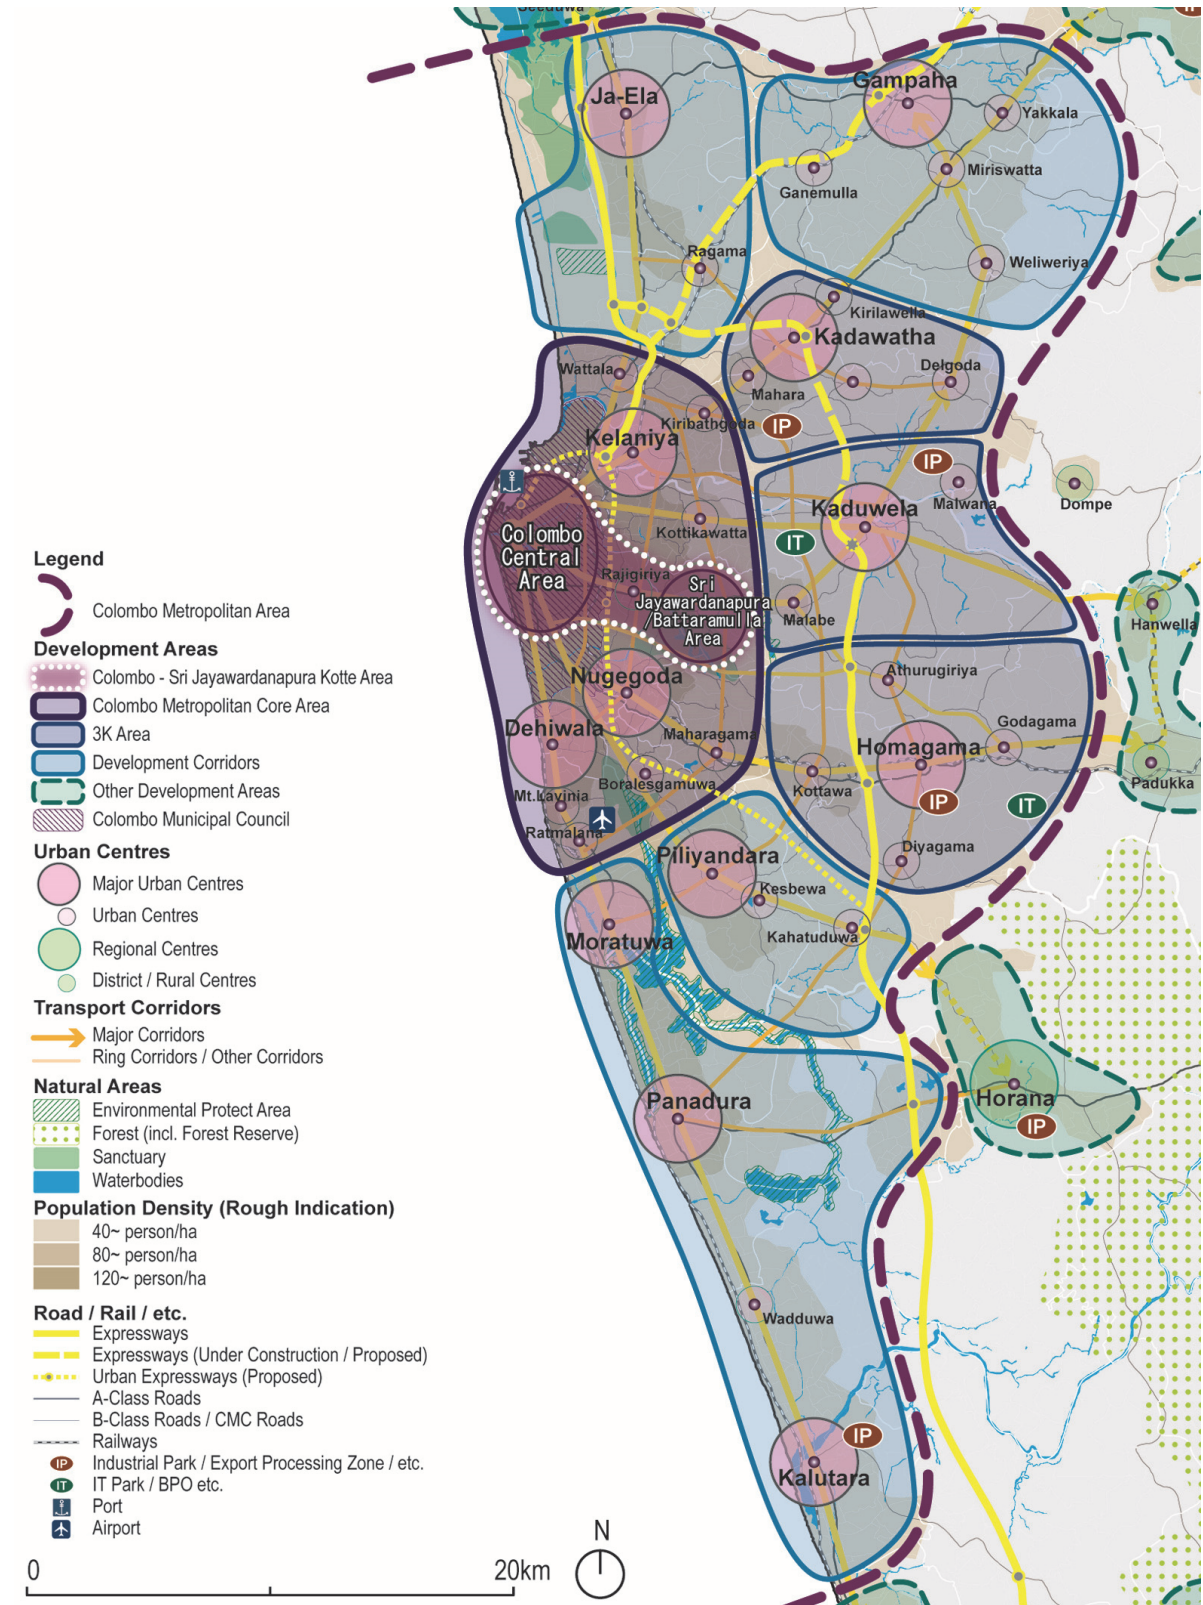 Seeduwa
IP
Gampaha
Ja-Ela
Yakkala
Miriswatta
Ganemulla
Ragama
Weliweriya
Kirilawella
Kadawatha
Wattala
Delgoda
Mahara
Kiribathgoda
IP
Kelaniya
IP
Malwana
Dompe
Kaduwela
Colombo
Central
Area
Kottikawatta
IT
Rajigiriya
Sri
Jayawardanapura
/Battaramulla
Area
Malabe
Hanwella
Nugegoda
Athurugiriya
Dehiwala
Maharagama
Godagama
Homagama
Boralesgamuwa
Kottawa
Padukka
Mt.Lavinia
IP
IT
Ratmalana
Diyagama
Piliyandara
Kesbewa
Moratuwa
Kahatuduwa
Panadura
Horana
IP
Wadduwa
IP
Kalutara
Legend
Colombo Metropolitan Area
Development Areas
Colombo - Sri Jayawardanapura Kotte Area
Colombo Metropolitan Core Area
3K Area
Development Corridors
Other Development Areas
Colombo Municipal Council
Urban Centres
Major Urban Centres
Urban Centres
Regional Centres
District / Rural Centres
Transport Corridors
Major Corridors
Ring Corridors / Other Corridors
Natural Areas
Environmental Protect Area
Forest (incl. Forest Reserve)
Sanctuary
Waterbodies
Population Density (Rough Indication)
40~ person/ha
80~ person/ha
120~ person/ha
Road / Rail / etc.
Expressways
Expressways (Under Construction / Proposed)
Urban Expressways (Proposed)
A-Class Roads
B-Class Roads / CMC Roads
Railways
IP Industrial Park / Export Processing Zone / etc.
IT IT Park / BPO etc.
Port
Airport
0 20km
N